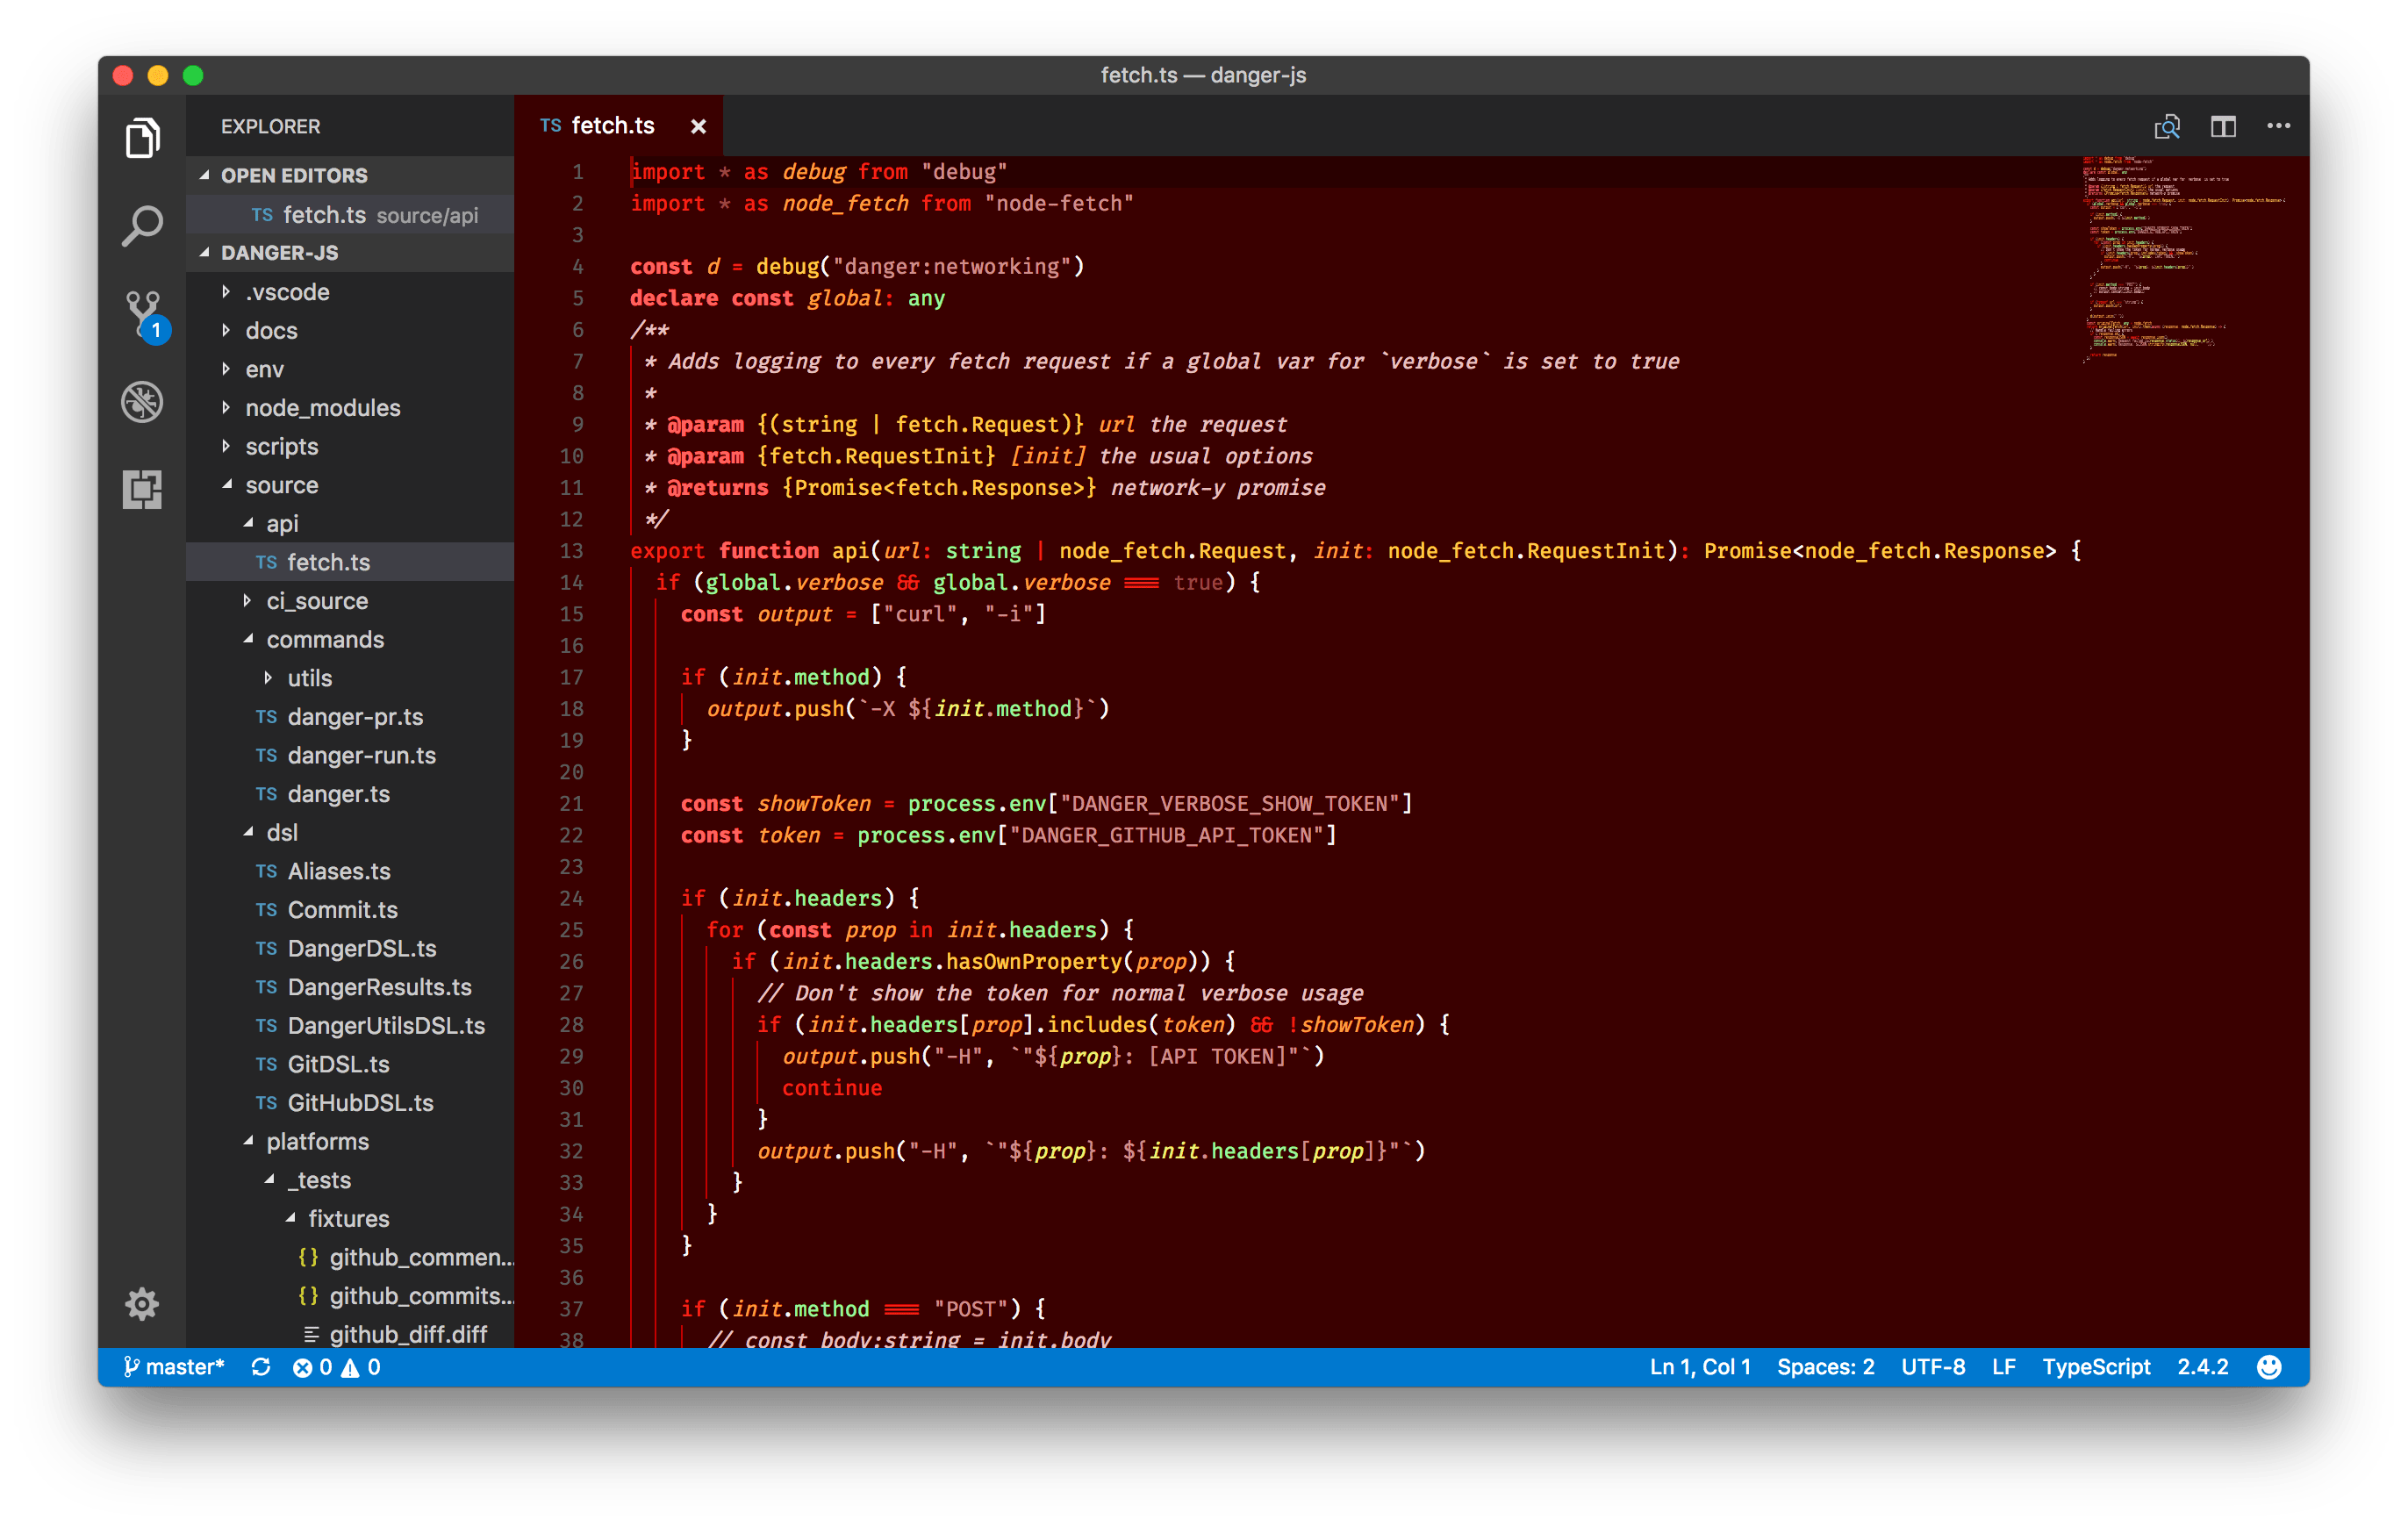 fetch.ts — danger-js
EXPLORER
OPEN EDITORS
TS fetch.ts source/api
DANGER-JS
.vscode
docs
env
node_modules
scripts
source
api
TS fetch.ts
ci_source
commands
utils
TS danger-pr.ts
TS danger-run.ts
TS danger.ts
dsl
TS Aliases.ts
TS Commit.ts
TS DangerDSL.ts
TS DangerResults.ts
TS DangerUtilsDSL.ts
TS GitDSL.ts
TS GitHubDSL.ts
platforms
_tests
fixtures
{} github_commen...
{} github_commits...
github_diff.diff
1
TS fetch.ts ×
1 import * as debug from "debug"
2 import * as node_fetch from "node-fetch"
3
4 const d = debug("danger:networking")
5 declare const global: any
6 /**
7 * Adds logging to every fetch request if a global var for `verbose` is set to true
8 *
9 * @param {(string | fetch.Request)} url the request
10 * @param {fetch.RequestInit} [init] the usual options
11 * @returns {Promise<fetch.Response>} network-y promise
12 */
13 export function api(url: string | node_fetch.Request, init: node_fetch.RequestInit): Promise<node_fetch.Response> {
14 if (global.verbose && global.verbose === true) {
15 const output = ["curl", "-i"]
16
17 if (init.method) {
18 output.push(`-X ${init.method}`)
19 }
20
21 const showToken = process.env["DANGER_VERBOSE_SHOW_TOKEN"]
22 const token = process.env["DANGER_GITHUB_API_TOKEN"]
23
24 if (init.headers) {
25 for (const prop in init.headers) {
26 if (init.headers.hasOwnProperty(prop)) {
27 // Don't show the token for normal verbose usage
28 if (init.headers[prop].includes(token) && !showToken) {
29 output.push("-H", `"${prop}: [API TOKEN]"`)
30 continue
31 }
32 output.push("-H", `"${prop}: ${init.headers[prop]}"`)
33 }
34 }
35 }
36
37 if (init.method === "POST") {
38 // const body:string = init.body
master* 0 0
Ln 1, Col 1 Spaces: 2 UTF-8 LF TypeScript 2.4.2